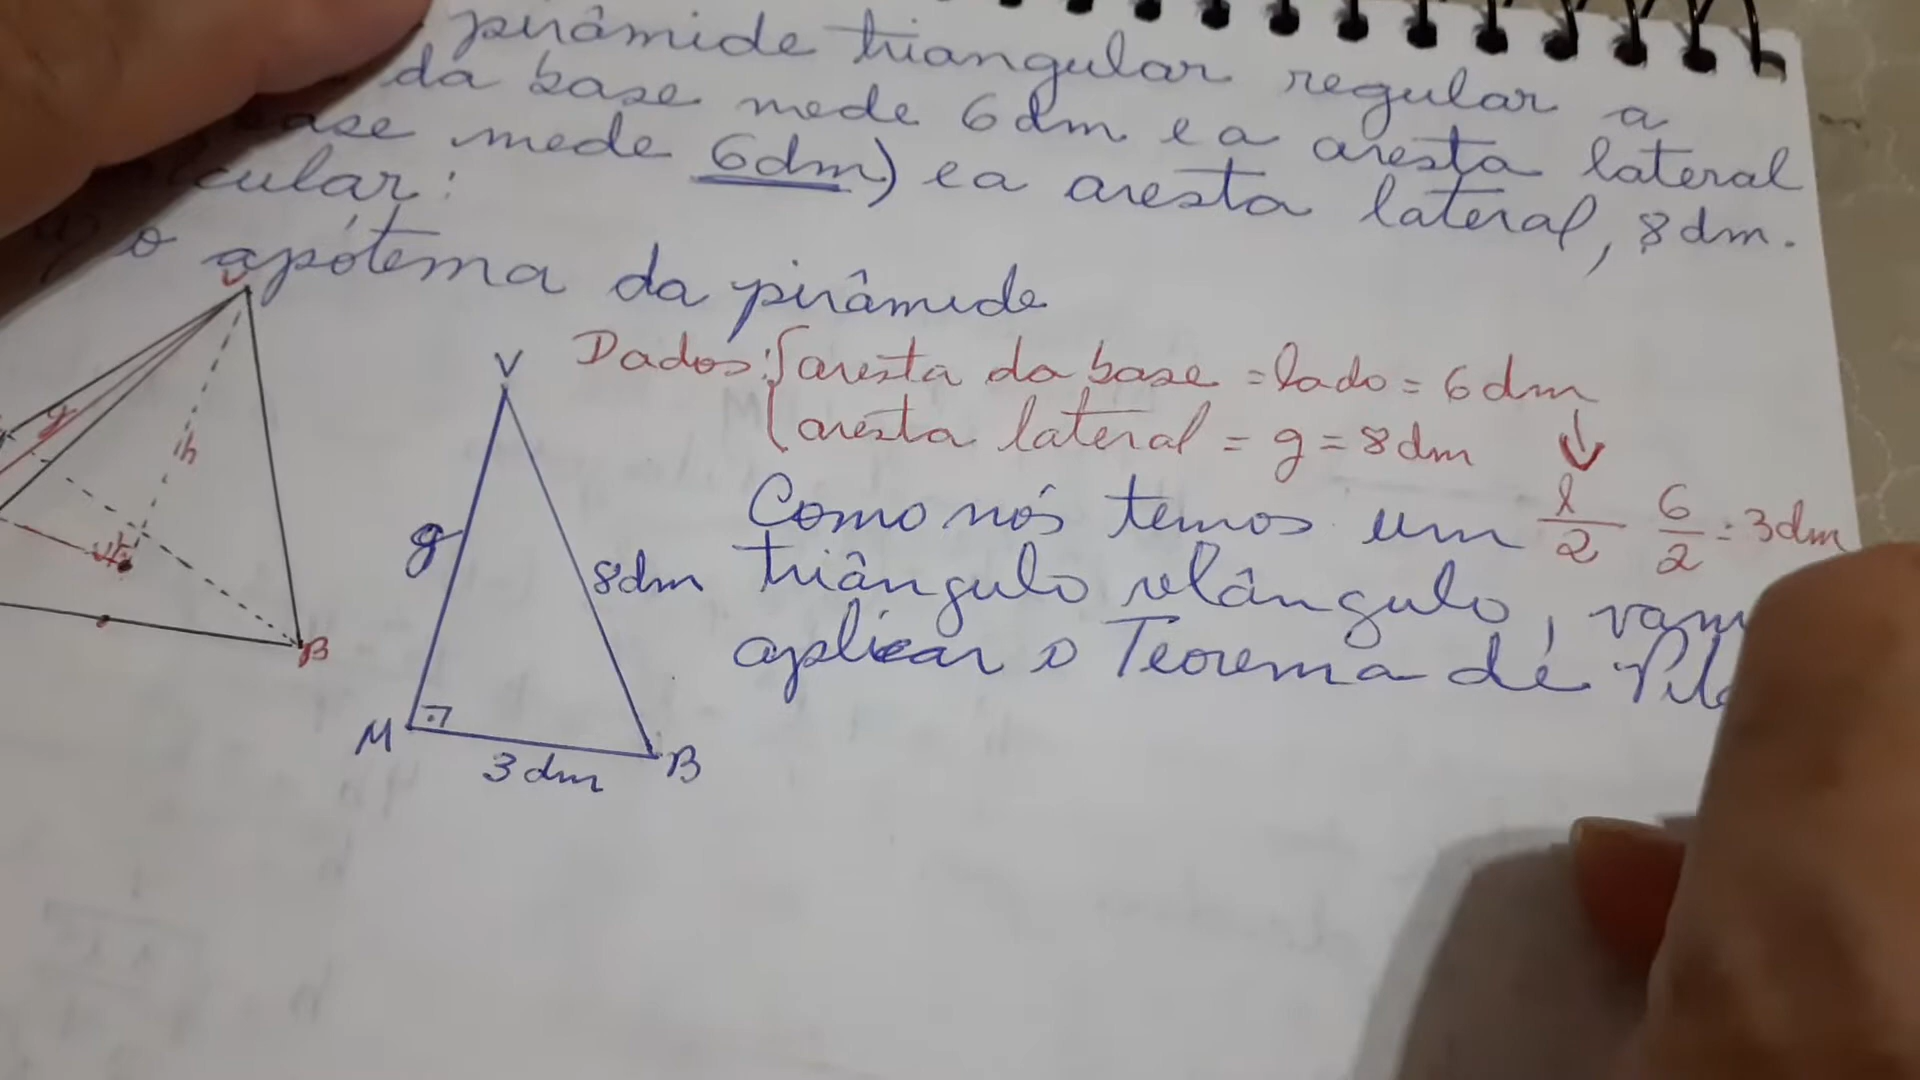 pirâmide triangular regular a
da base mede 6dm e a aresta lateral
base mede 6dm) e a aresta lateral, 8dm.
cular:
o apótema da pirâmide
V
Dados: { aresta da base = lado = 6dm
aresta lateral = g = 8dm
V
g
h
B
g
8dm
M
3dm
B
Como nós temos um l/2 6/2 = 3dm
triângulo retângulo, vam
aplicar o Teorema de Pit